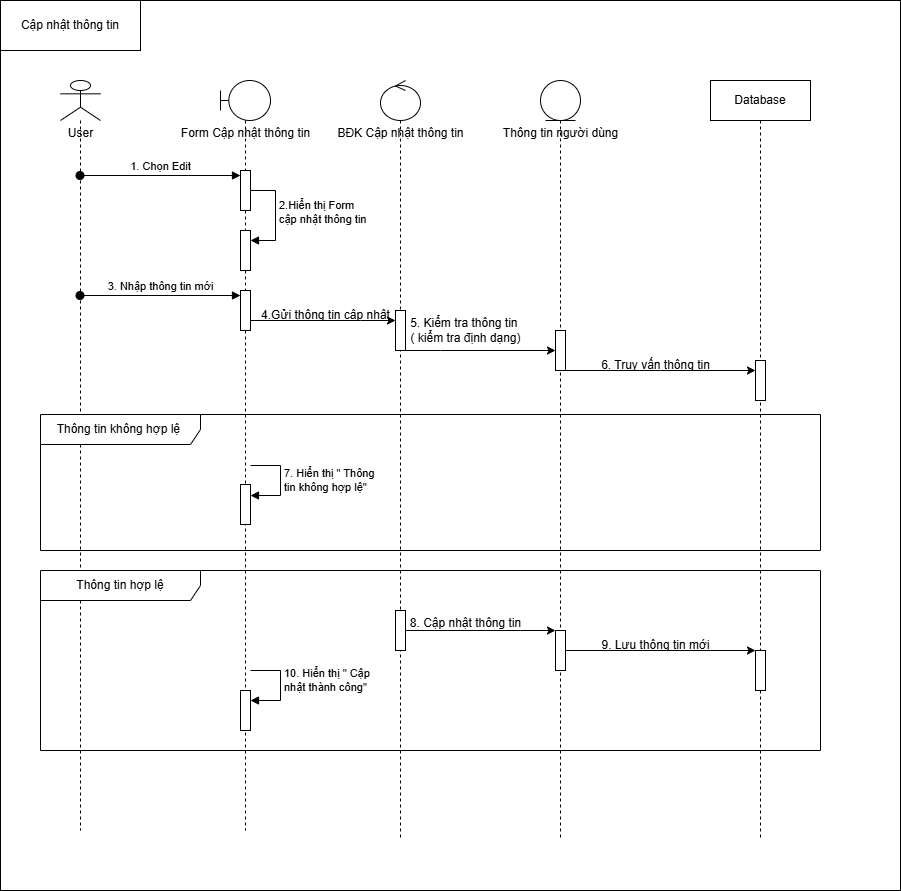 Cập nhật thông tin
User
Form Cập nhật thông tin
BĐK Cập nhật thông tin
Thông tin người dùng
Database
1. Chọn Edit
2.Hiển thị Form
cập nhật thông tin
3. Nhập thông tin mới
4.Gửi thông tin cập nhật
5. Kiểm tra thông tin
( kiểm tra định dạng)
6. Truy vấn thông tin
Thông tin không hợp lệ
7. Hiển thị " Thông
tin không hợp lệ"
Thông tin hợp lệ
8. Cập nhật thông tin
9. Lưu thông tin mới
10. Hiển thị " Cập
nhật thành công"